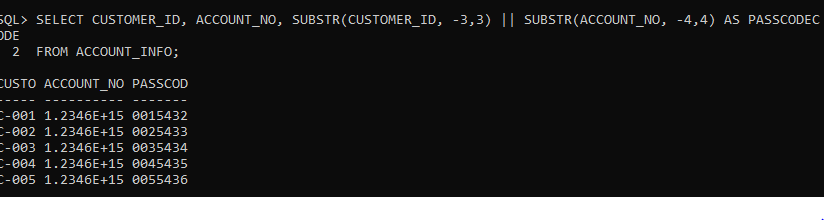 SQL> SELECT CUSTOMER_ID, ACCOUNT_NO, SUBSTR(CUSTOMER_ID, -3,3) || SUBSTR(ACCOUNT_NO, -4,4) AS PASSCODEC
ODE
  2  FROM ACCOUNT_INFO;
CUSTO ACCOUNT_NO PASSCOD
----- ---------- -------
C-001 1.2346E+15 0015432
C-002 1.2346E+15 0025433
C-003 1.2346E+15 0035434
C-004 1.2346E+15 0045435
C-005 1.2346E+15 0055436